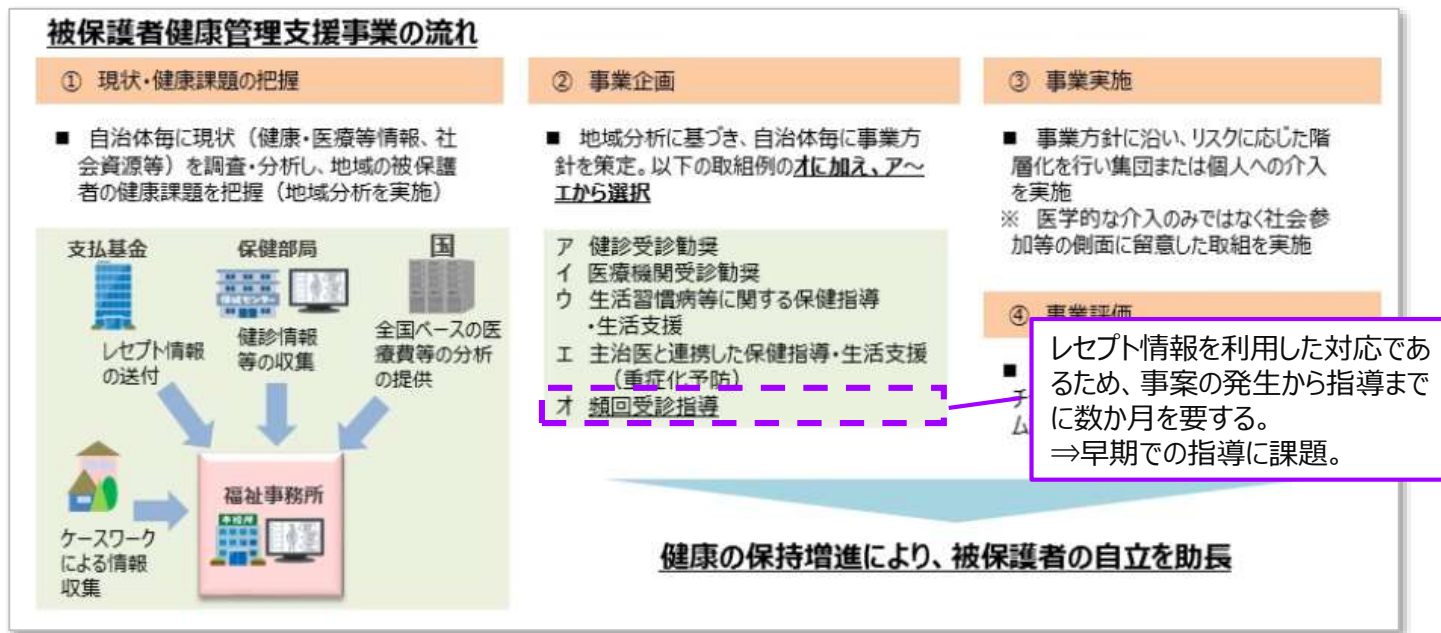 被保護者健康管理支援事業の流れ
① 現状・健康課題の把握
■ 自治体毎に現状（健康・医療等情報、社
会資源等）を調査・分析し、地域の被保護
者の健康課題を把握（地域分析を実施）
支払基金
保健部局
国
レセプト情報
の送付
健診情報
等の収集
全国ベースの医
療費等の分析
の提供
ケースワーク
による情報
収集
福祉事務所
② 事業企画
■ 地域分析に基づき、自治体毎に事業方
針を策定。以下の取組例のオに加え、ア～
エから選択
ア 健診受診勧奨
イ 医療機関受診勧奨
ウ 生活習慣病等に関する保健指導
・生活支援
エ 主治医と連携した保健指導・生活支援
（重症化予防）
オ 頻回受診指導
③ 事業実施
■ 事業方針に沿い、リスクに応じた階
層化を行い集団または個人への介入
を実施
※ 医学的な介入のみではなく社会参
加等の側面に留意した取組を実施
④ 事業評価
■
レセプト情報を利用した対応であ
るため、事案の発生から指導まで
に数か月を要する。
⇒早期での指導に課題。
健康の保持増進により、被保護者の自立を助長